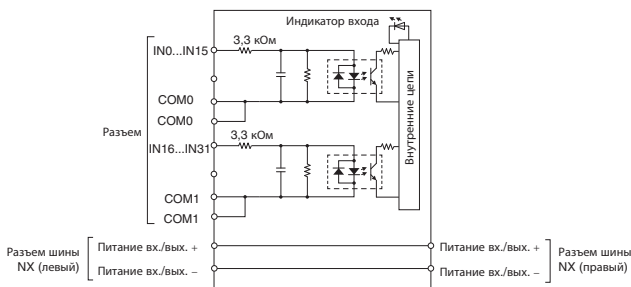 Индикатор входа
IN0...IN15
3,3 кОм
COM0
COM0
Разъем
IN16...IN31
3,3 кОм
COM1
COM1
Внутренние цепи
Разъем шины
NX (левый)
Питание вх./вых. +
Питание вх./вых. –
Питание вх./вых. +
Питание вх./вых. –
Разъем шины
NX (правый)